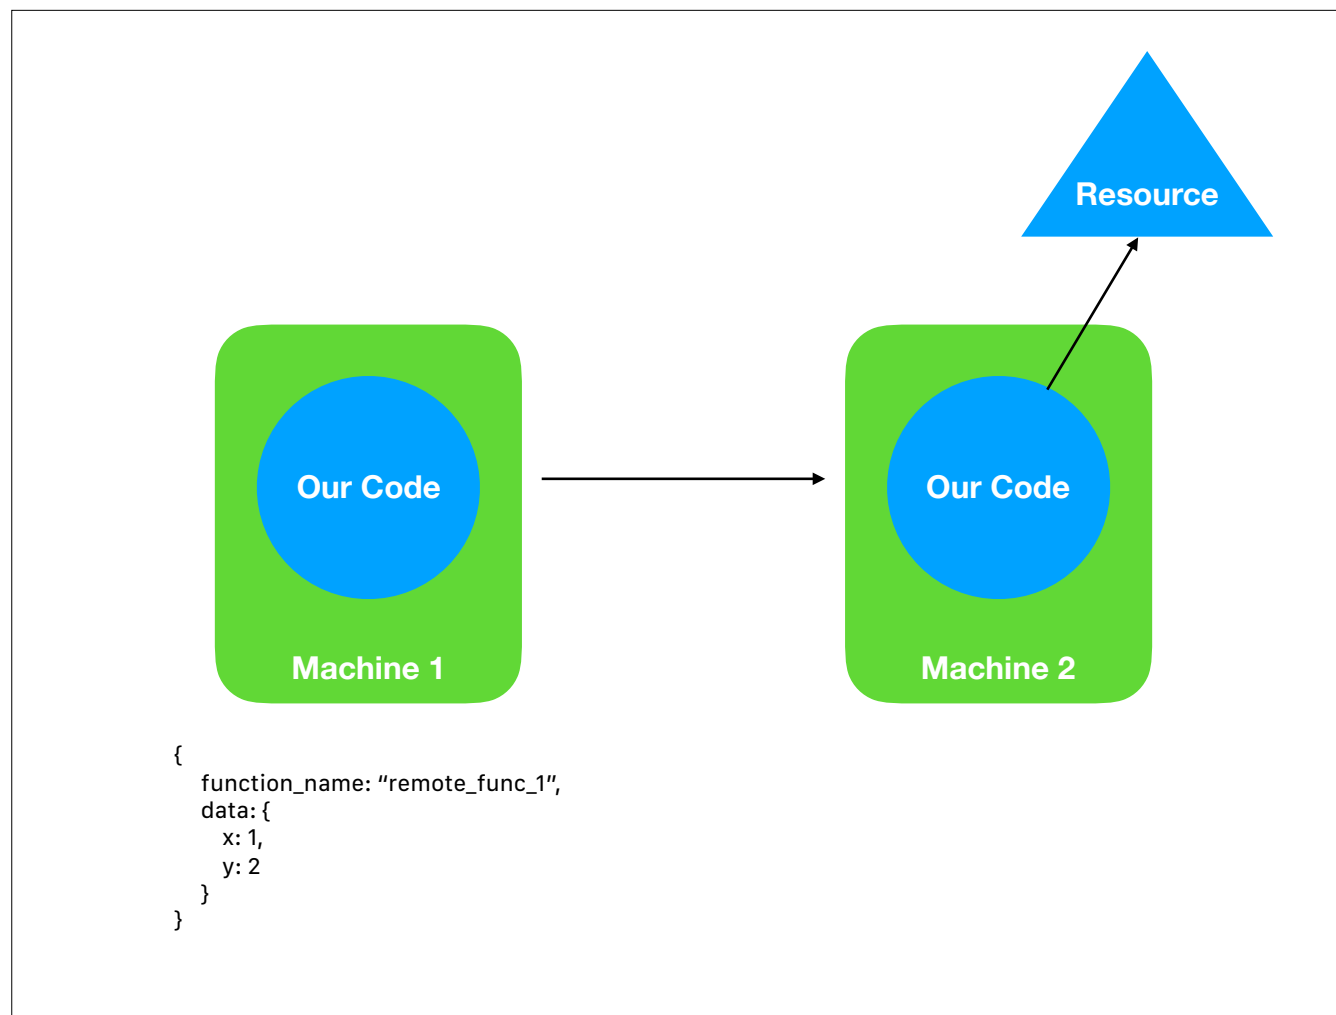 Resource
Our Code
Our Code
Machine 1
Machine 2
{
function_name: “remote_func_1”,
data: {
x: 1,
y: 2
}
}